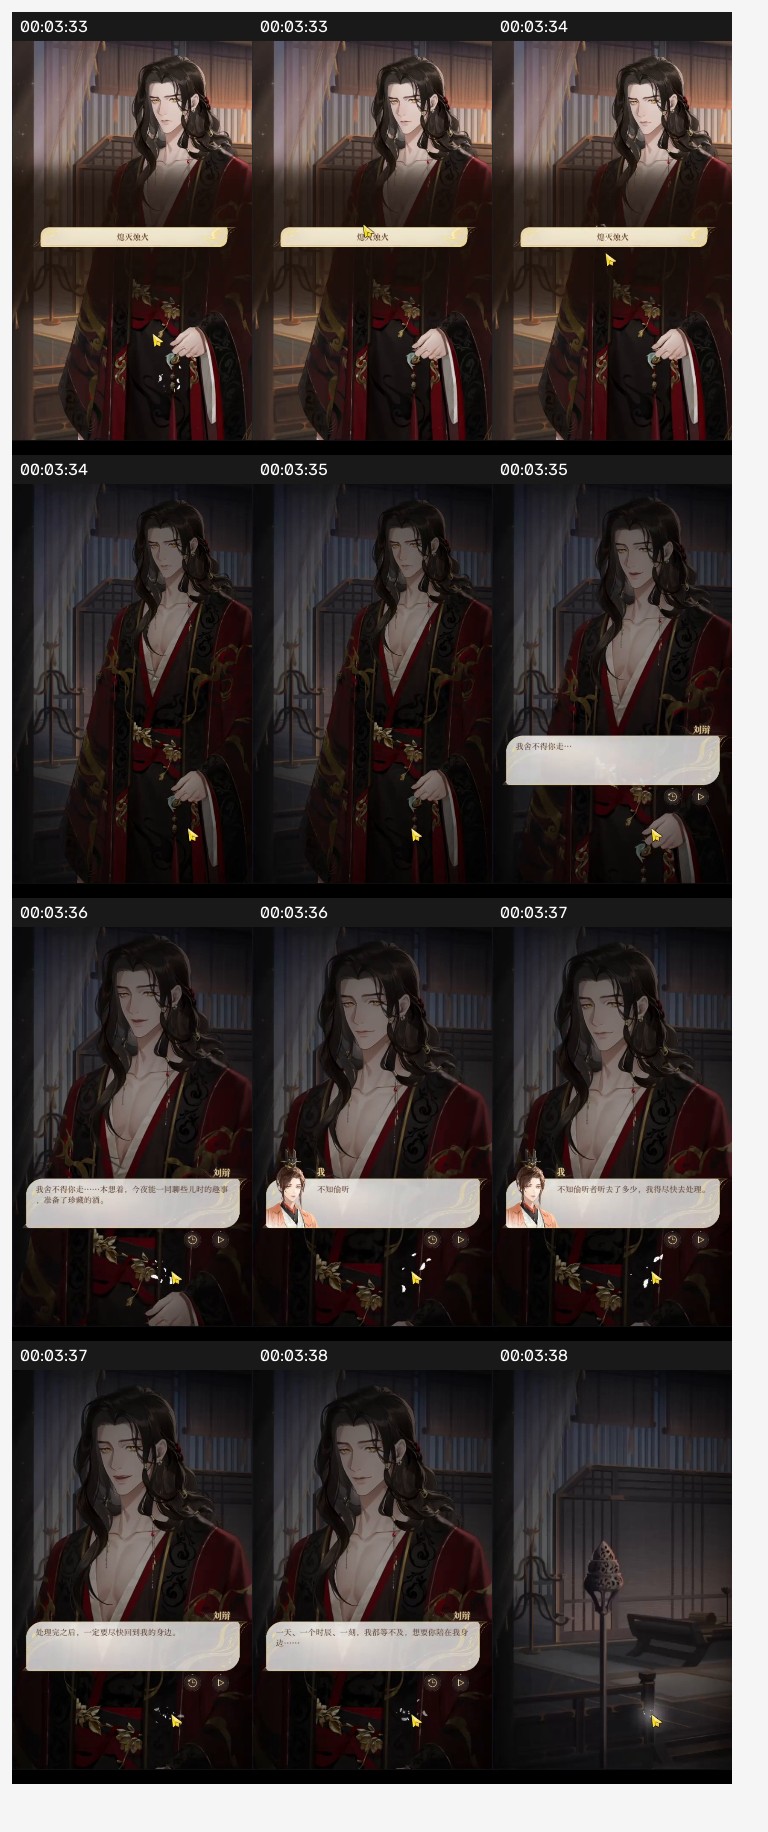 00:03:33
00:03:33
00:03:34
熄灭烛火
熄灭烛火
熄灭烛火
00:03:34
00:03:35
00:03:35
刘辩
我舍不得你走…
00:03:36
00:03:36
00:03:37
刘辩
我舍不得你走……本想着，今夜能一同聊些儿时的趣事
，准备了珍藏的酒。
我
不知偷听
我
不知偷听者听去了多少，我得尽快去处理。
00:03:37
00:03:38
00:03:38
刘辩
处理完之后，一定要尽快回到我的身边。
刘辩
一天、一个时辰、一刻，我都等不及，想要你陪在我身
边……